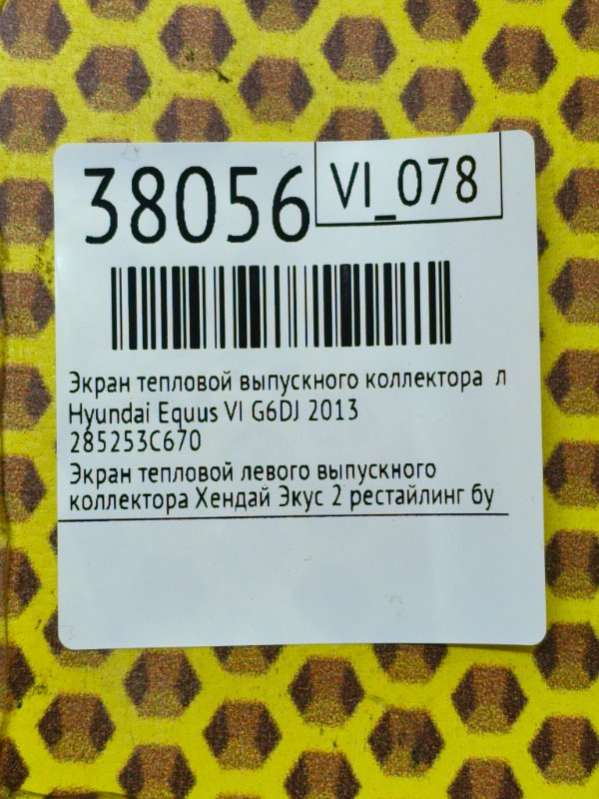 38056
VI_078
Экран тепловой выпускного коллектора л
Hyundai Equus VI G6DJ 2013
285253C670
Экран тепловой левого выпускного
коллектора Хендай Экус 2 рестайлинг бу